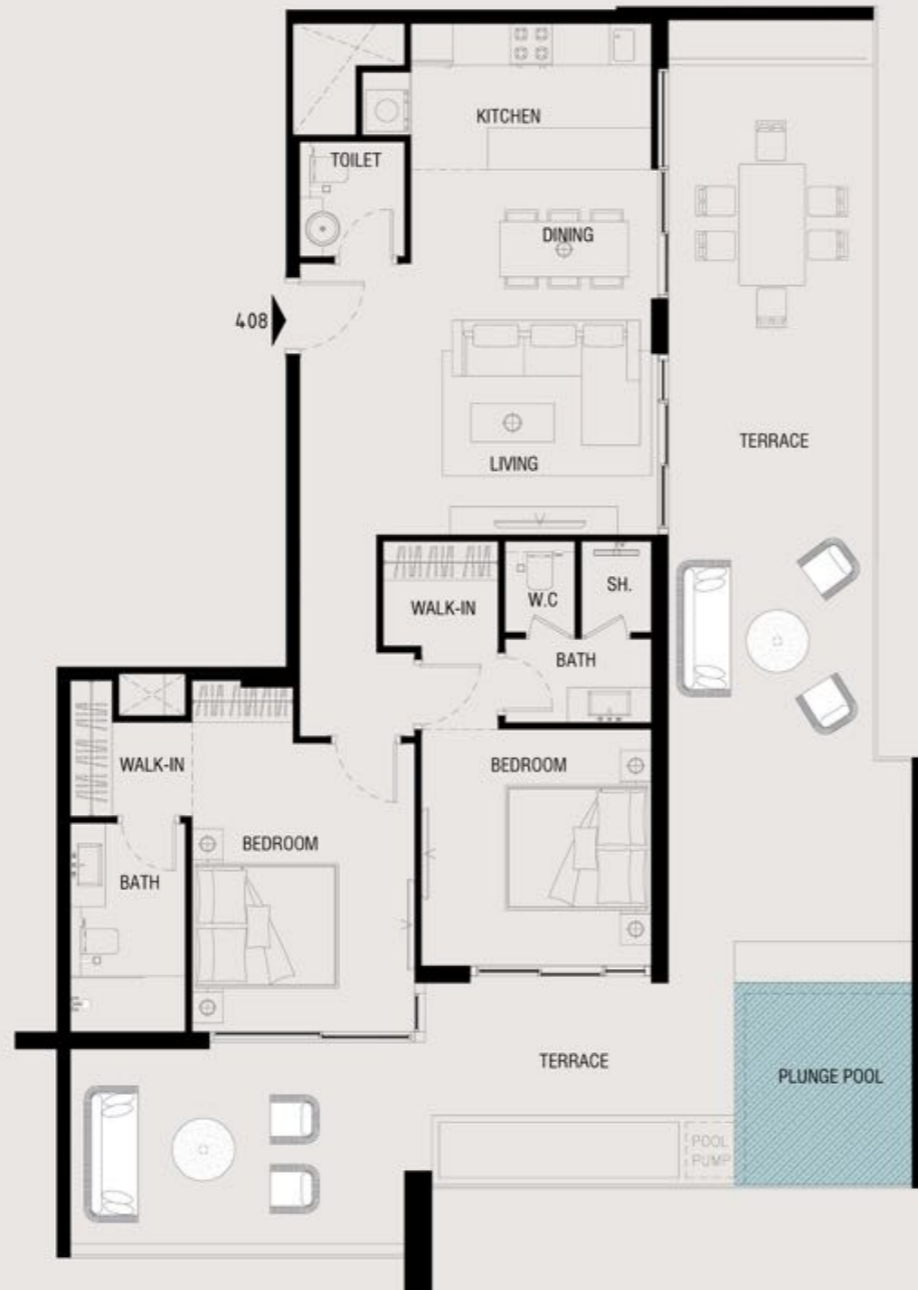 KITCHEN
TOILET
DINING
408
TERRACE
LIVING
WALK-IN
W.C
SH.
BATH
WALK-IN
BEDROOM
BEDROOM
BATH
TERRACE
PLUNGE POOL
POOL
PUMP